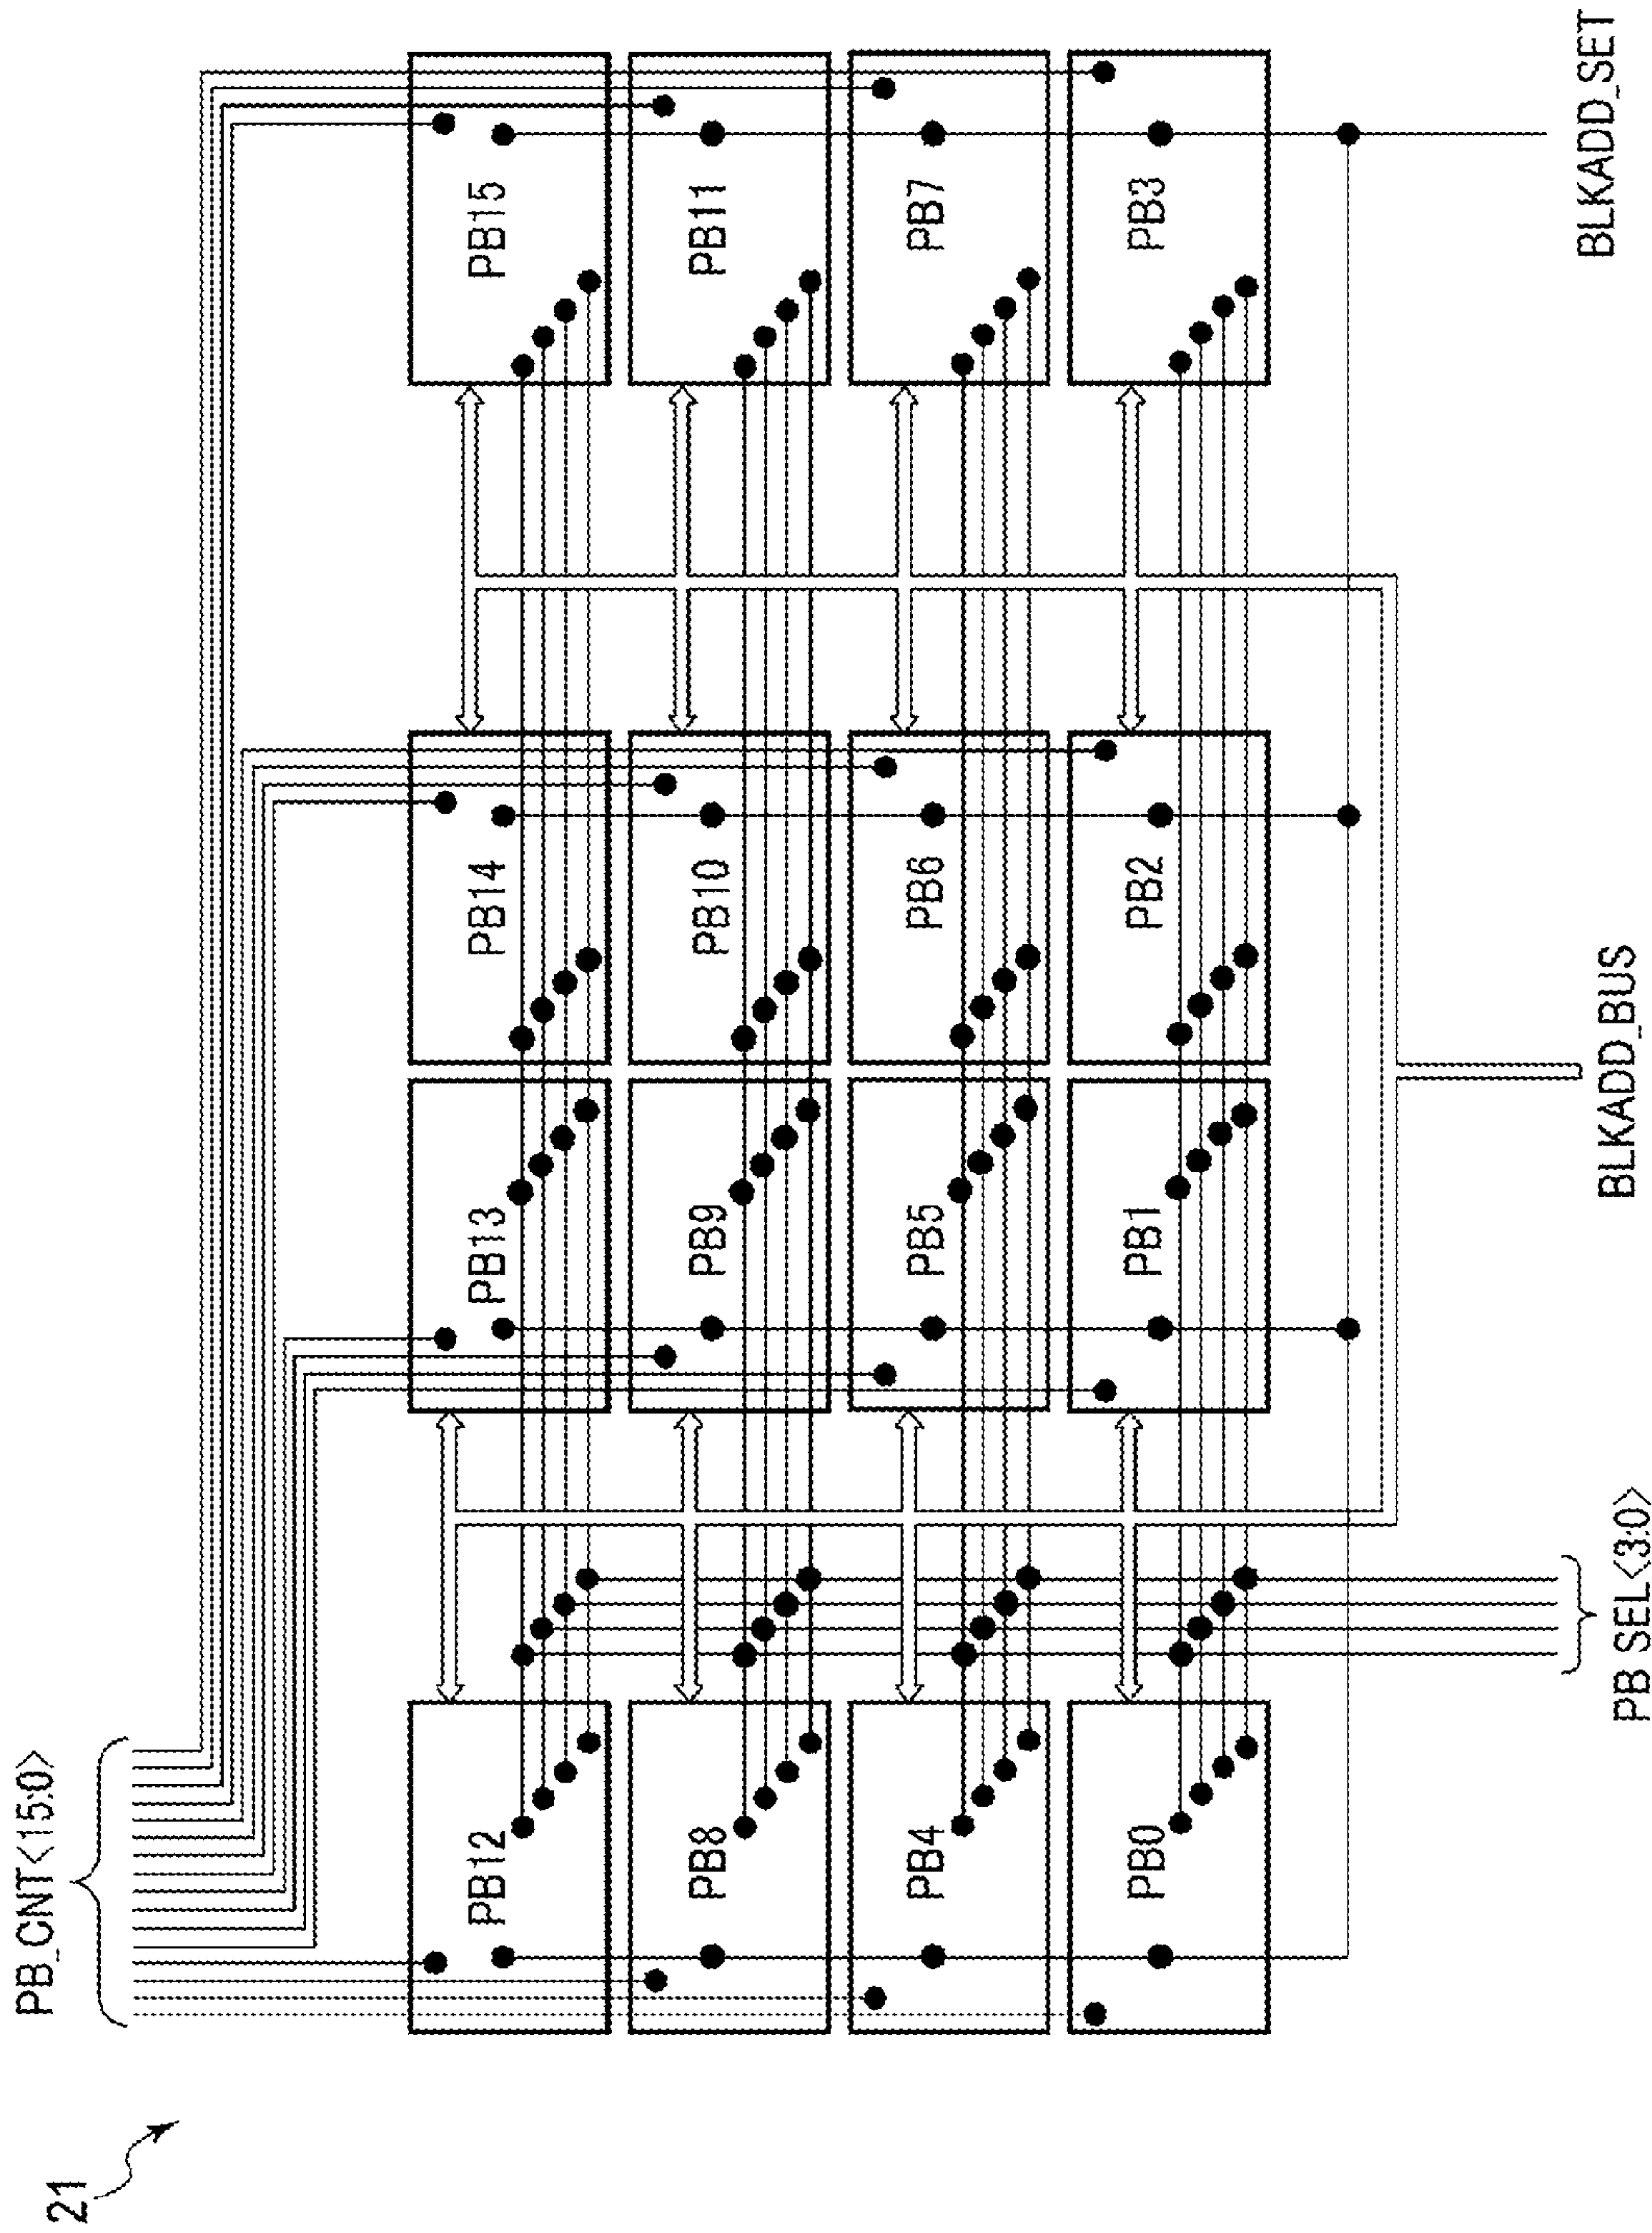 21
PB_CNT<15:0>
PB15
PB11
PB7
PB3
PB14
PB10
PB6
PB2
PB13
PB9
PB5
PB1
PB12
PB8
PB4
PB0
BLKADD_SET
BLKADD_BUS
PB SEL<3:0>